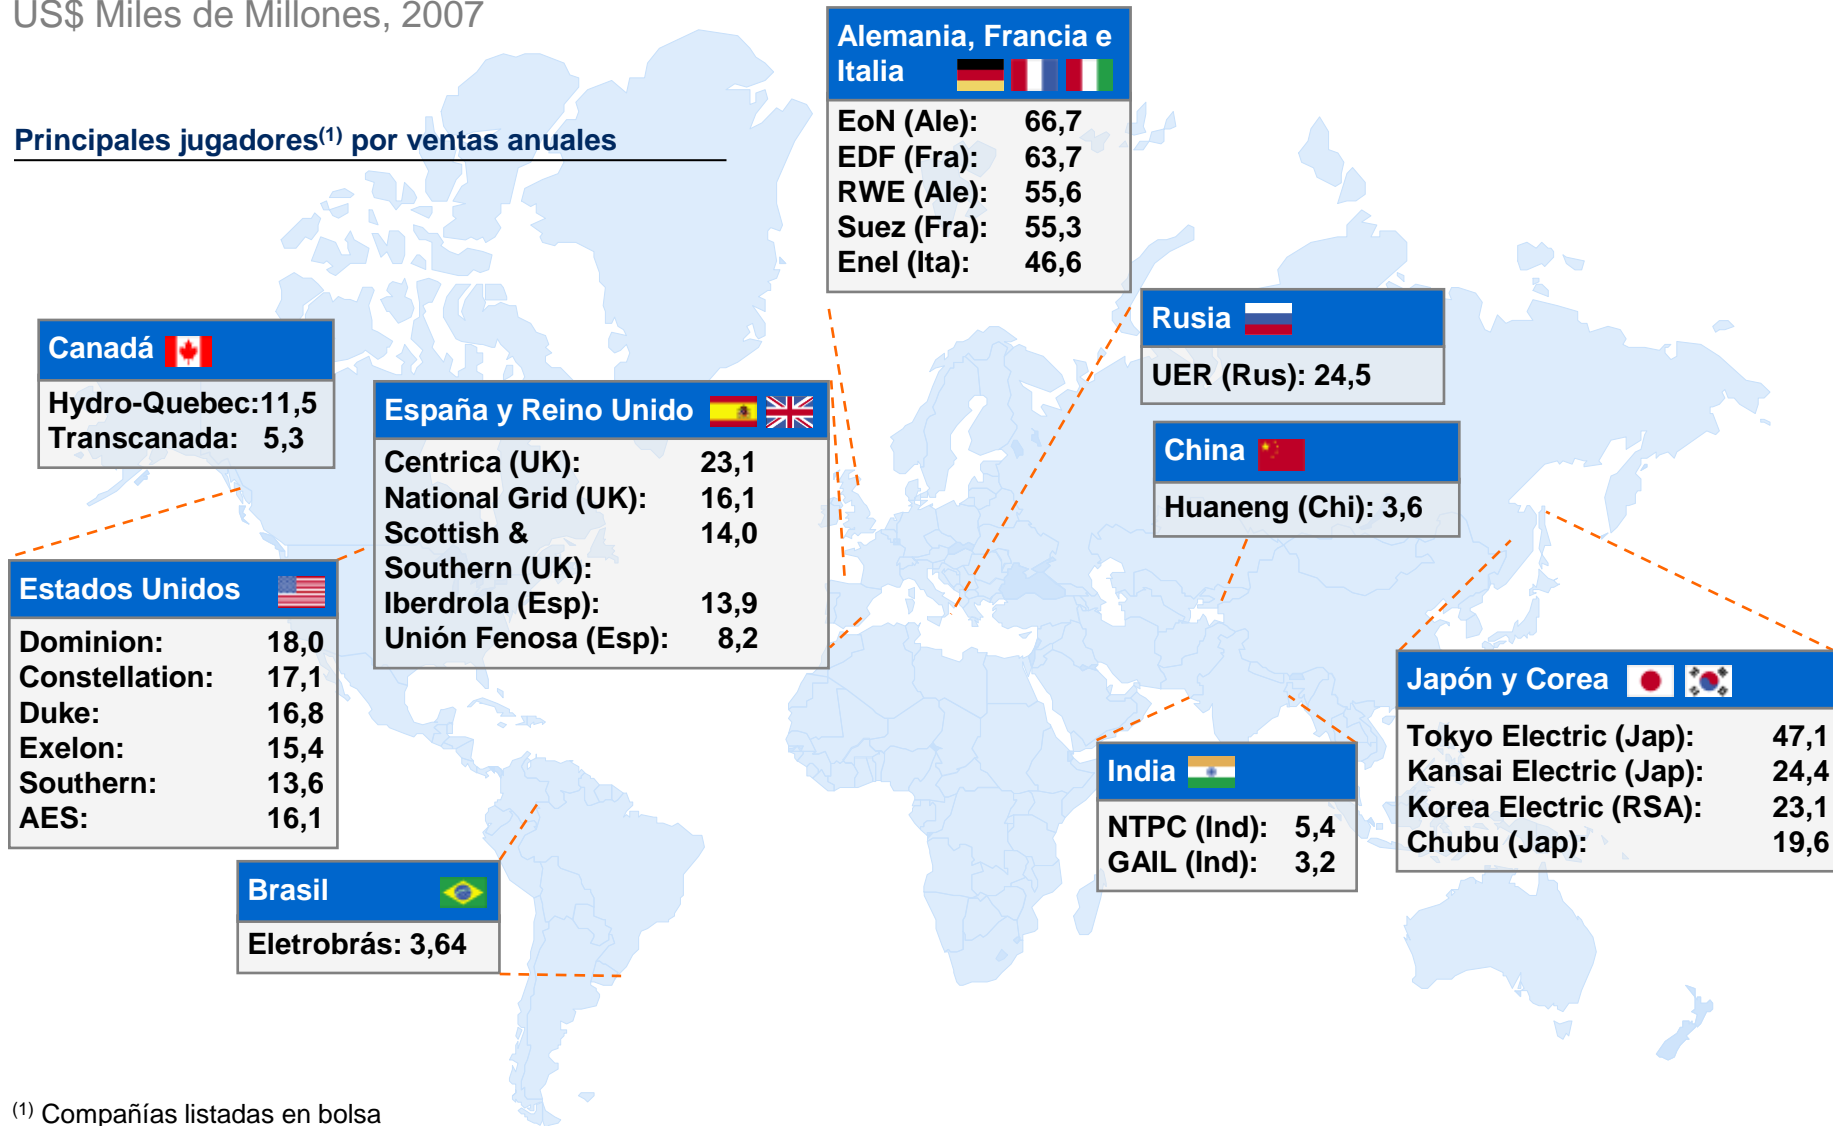 US$ Miles de Millones, 2007
Principales jugadores(1) por ventas anuales
Alemania, Francia e
Italia
EoN (Ale): 66,7
EDF (Fra): 63,7
RWE (Ale): 55,6
Suez (Fra): 55,3
Enel (Ita): 46,6
Rusia
UER (Rus): 24,5
Canadá
Hydro-Quebec:11,5
Transcanada: 5,3
España y Reino Unido
Centrica (UK): 23,1
National Grid (UK): 16,1
Scottish & 14,0
Southern (UK):
Iberdrola (Esp): 13,9
Unión Fenosa (Esp): 8,2
China
Huaneng (Chi): 3,6
Estados Unidos
Dominion: 18,0
Constellation: 17,1
Duke: 16,8
Exelon: 15,4
Southern: 13,6
AES: 16,1
Japón y Corea
Tokyo Electric (Jap): 47,1
Kansai Electric (Jap): 24,4
Korea Electric (RSA): 23,1
Chubu (Jap): 19,6
India
NTPC (Ind): 5,4
GAIL (Ind): 3,2
Brasil
Eletrobrás: 3,64
(1) Compañías listadas en bolsa